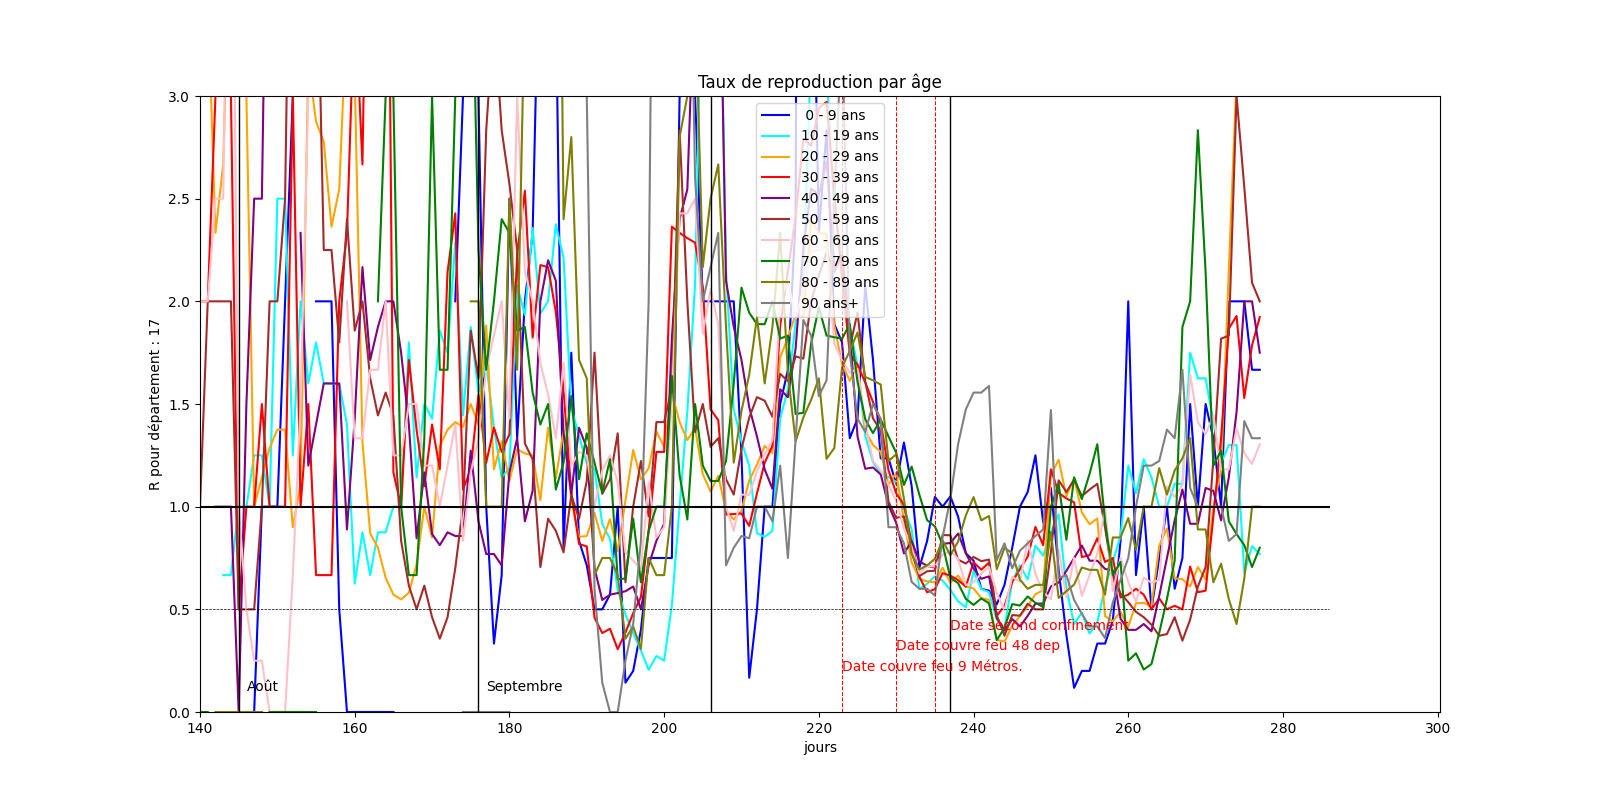 Taux de reproduction par âge
R pour département : 17
3.0
2.5
2.0
1.5
1.0
0.5
0.0
0 - 9 ans
10 - 19 ans
20 - 29 ans
30 - 39 ans
40 - 49 ans
50 - 59 ans
60 - 69 ans
70 - 79 ans
80 - 89 ans
90 ans+
Date second confinement
Date couvre feu 48 dep
Date couvre feu 9 Métros.
Août
Septembre
140 160 180 200 220 240 260 280 300
jours